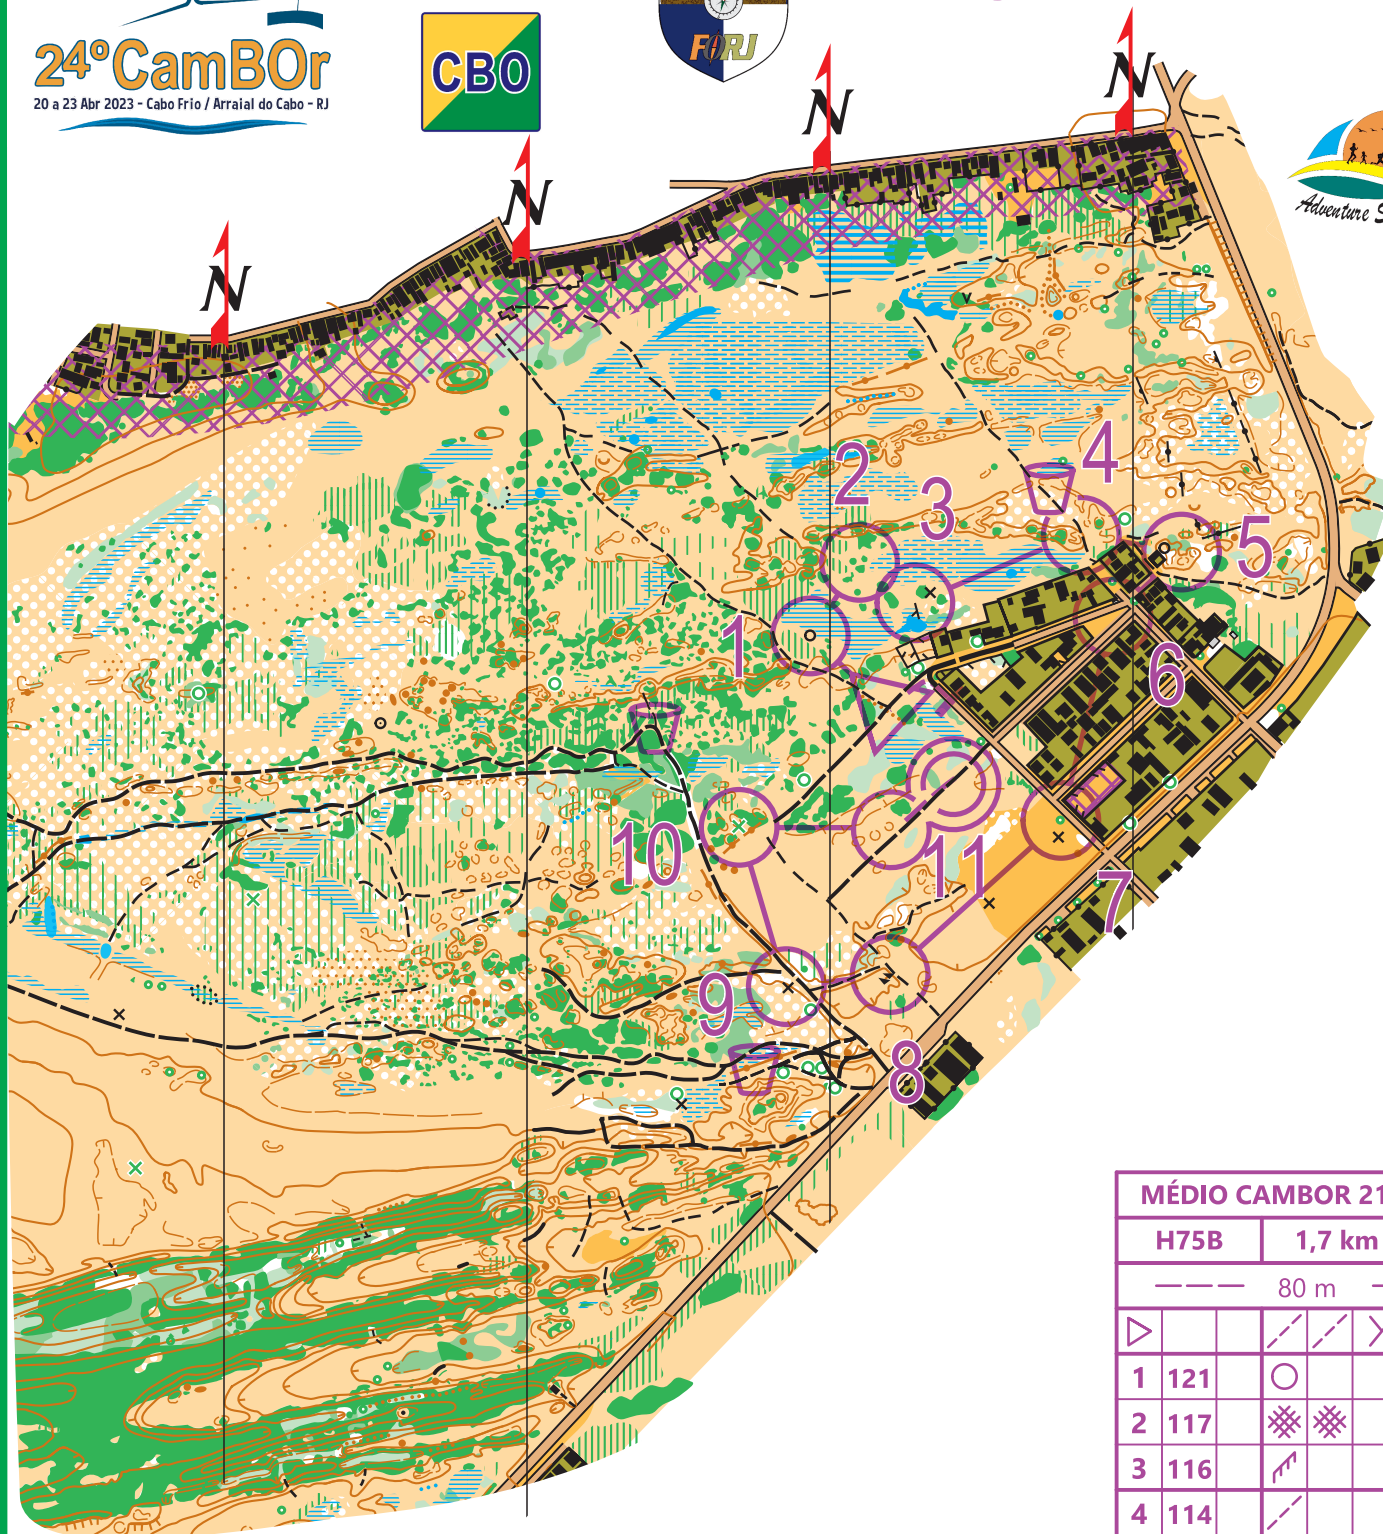 24ºCamBOr
20 a 23 Abr 2023 - Cabo Frio / Arraial do Cabo - RJ
CBO
FORJ
N
N
N
N
Adventure
1
2
3
4
5
6
7
8
9
10
11
MÉDIO CAMBOR 21
H75B 1,7 km
80 m
1 121
2 117
3 116
4 114